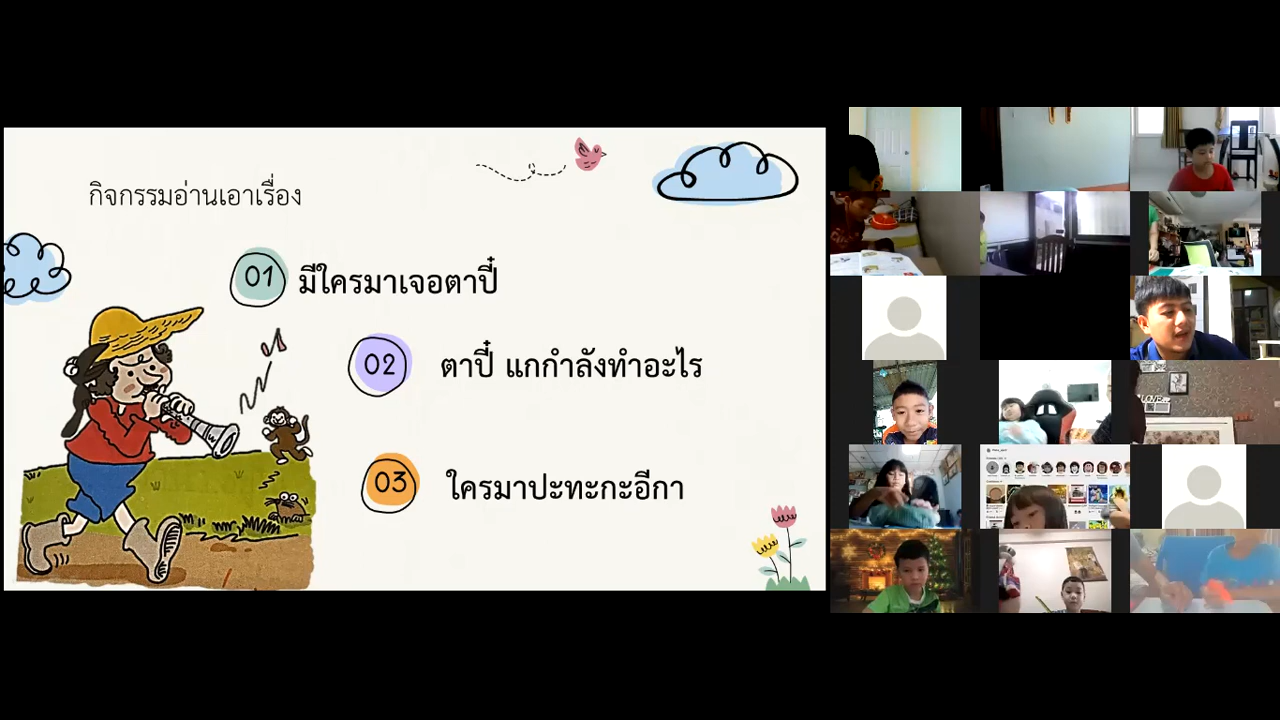 กิจกรรมอ่านเอาเรื่อง
01 มีใครมาเจอตาปี๋
02 ตาปี๋ แกกำลังทำอะไร
03 ใครมาปะทะกะอีกา